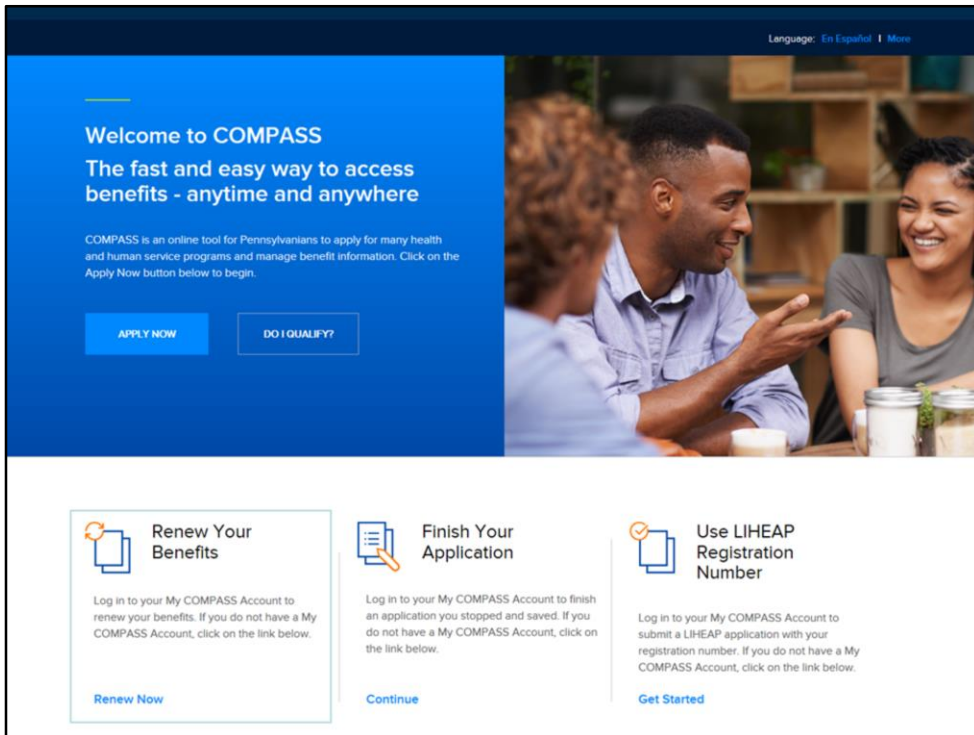 Language: En Español | More
Welcome to COMPASS
The fast and easy way to access
benefits - anytime and anywhere
COMPASS is an online tool for Pennsylvanians to apply for many health
and human service programs and manage benefit information. Click on the
Apply Now button below to begin.
APPLY NOW
DO I QUALIFY?
Renew Your
Benefits
Log in to your My COMPASS Account to
renew your benefits. If you do not have a My
COMPASS Account, click on the link below.
Renew Now
Finish Your
Application
Log in to your My COMPASS Account to finish
an application you stopped and saved. If you
do not have a My COMPASS Account, click on
the link below.
Continue
Use LIHEAP
Registration
Number
Log in to your My COMPASS Account to
submit a LIHEAP application with your
registration number. If you do not have a My
COMPASS Account, click on the link below.
Get Started